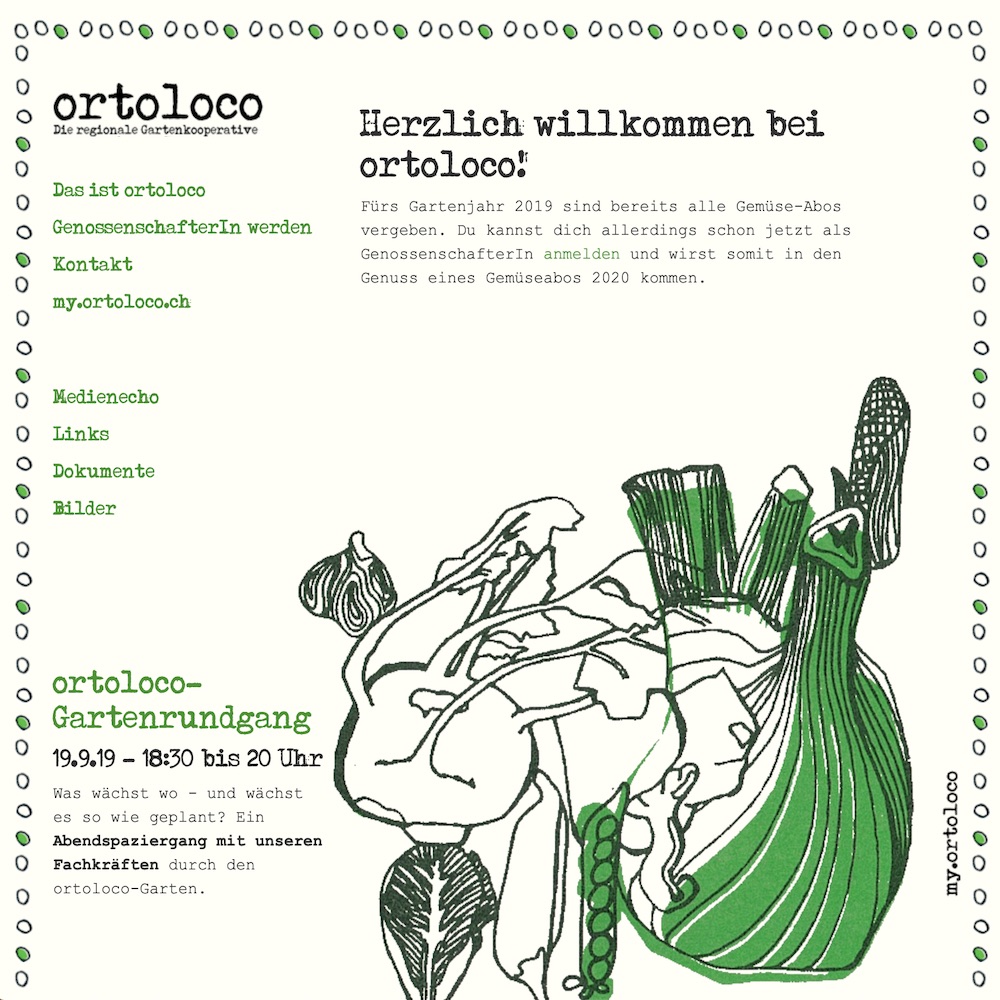 ortoloco
Die regionale Gartenkooperative
Das ist ortoloco
GenossenschafterIn werden
Kontakt
my.ortoloco.ch
Medienecho
Links
Dokumente
Bilder
ortoloco-
Gartenrundgang
19.9.19 – 18:30 bis 20 Uhr
Was wächst wo - und wächst
es so wie geplant? Ein
Abendspaziergang mit unseren
Fachkräften durch den
ortoloco-Garten.
Herzlich willkommen bei
ortoloco!
Fürs Gartenjahr 2019 sind bereits alle Gemüse-Abos
vergeben. Du kannst dich allerdings schon jetzt als
GenossenschafterIn anmelden und wirst somit in den
Genuss eines Gemüseabos 2020 kommen.
my.ortoloco